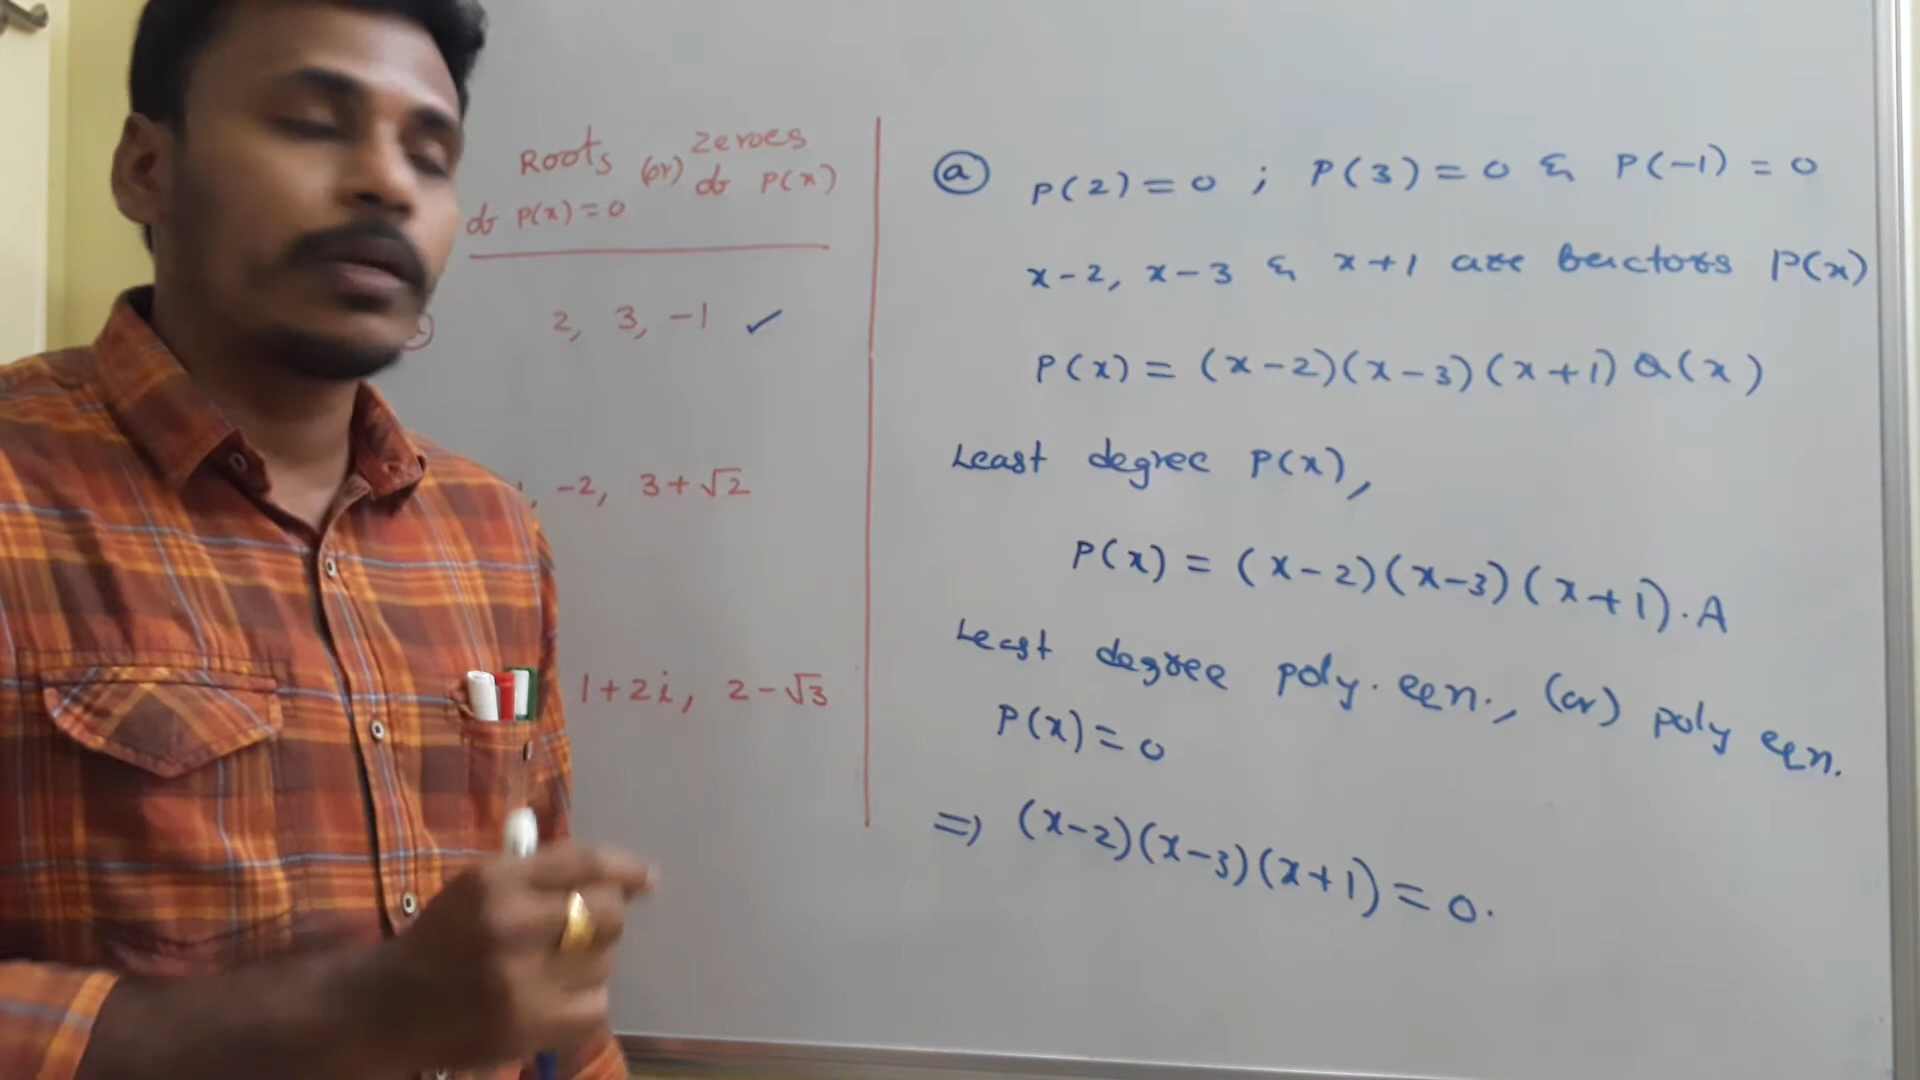 Roots (or) zeroes
of P(x)=0 of P(x)
2, 3, -1 ✓
-2, 3+√2
1+2i, 2-√3
(a) P(2)=0 ; P(3)=0 & P(-1)=0
x-2, x-3 & x+1 are factors P(x)
P(x) = (x-2)(x-3)(x+1) Q(x)
Least degree P(x),
P(x) = (x-2)(x-3)(x+1).A
Least degree poly. eqn., (or) poly eqn.
P(x)=0
=> (x-2)(x-3)(x+1) = 0.